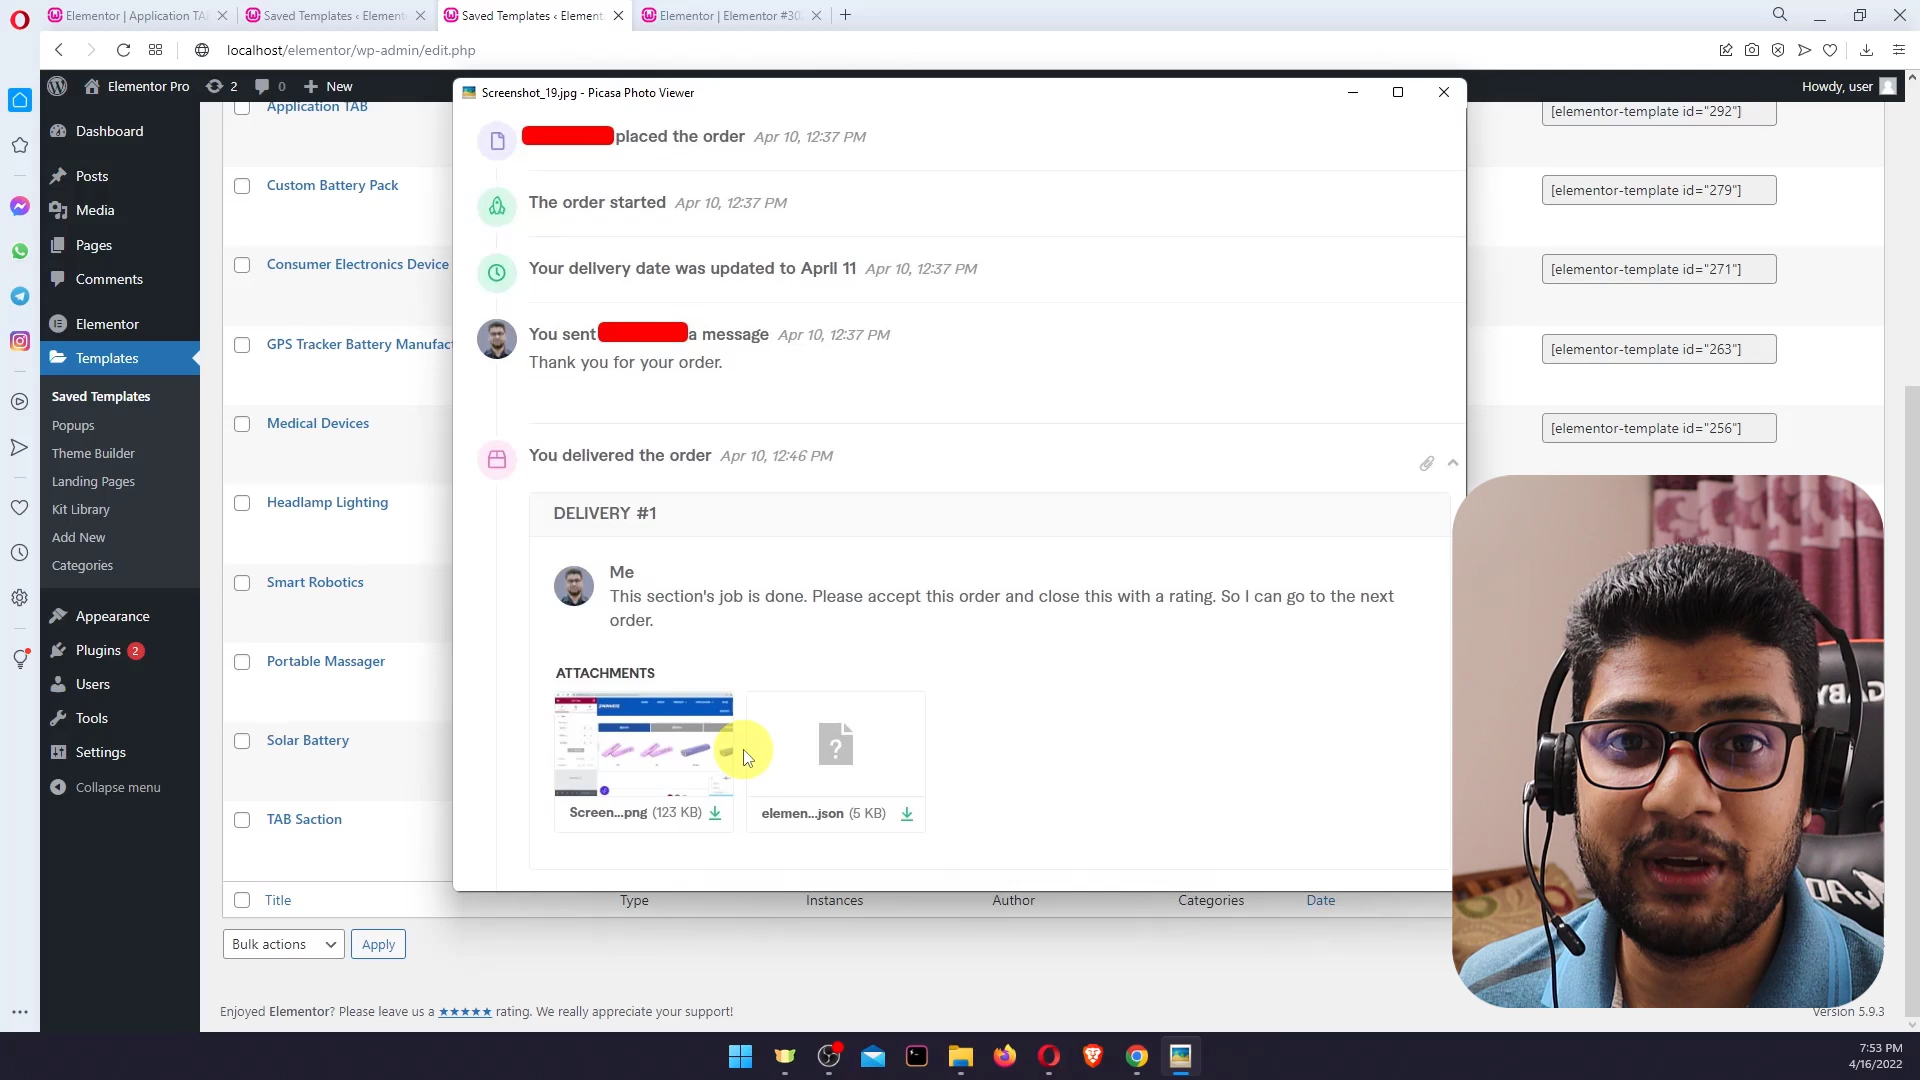 Elementor | Application TA
Saved Templates ‹ Element
Saved Templates ‹ Element
Elementor | Elementor #30
localhost/elementor/wp-admin/edit.php
Elementor Pro
2
0
New
Howdy, user
Dashboard
Posts
Media
Pages
Comments
Elementor
Templates
Saved Templates
Popups
Theme Builder
Landing Pages
Kit Library
Add New
Categories
Appearance
Plugins 2
Users
Tools
Settings
Collapse menu
Application TAB
[elementor-template id="292"]
Custom Battery Pack
[elementor-template id="279"]
Consumer Electronics Device
[elementor-template id="271"]
GPS Tracker Battery Manufact
[elementor-template id="263"]
Medical Devices
[elementor-template id="256"]
Headlamp Lighting
Smart Robotics
Portable Massager
Solar Battery
TAB Saction
Title
Type
Instances
Author
Categories
Date
Bulk actions
Apply
Enjoyed Elementor? Please leave us a ★★★★★ rating. We really appreciate your support!
Version 5.9.3
Screenshot_19.jpg - Picasa Photo Viewer
placed the order Apr 10, 12:37 PM
The order started Apr 10, 12:37 PM
Your delivery date was updated to April 11 Apr 10, 12:37 PM
You sent a message Apr 10, 12:37 PM
Thank you for your order.
You delivered the order Apr 10, 12:46 PM
DELIVERY #1
Me
This section's job is done. Please accept this order and close this with a rating. So I can go to the next
order.
ATTACHMENTS
Screen...png (123 KB)
elemen...json (5 KB)
7:53 PM
4/16/2022